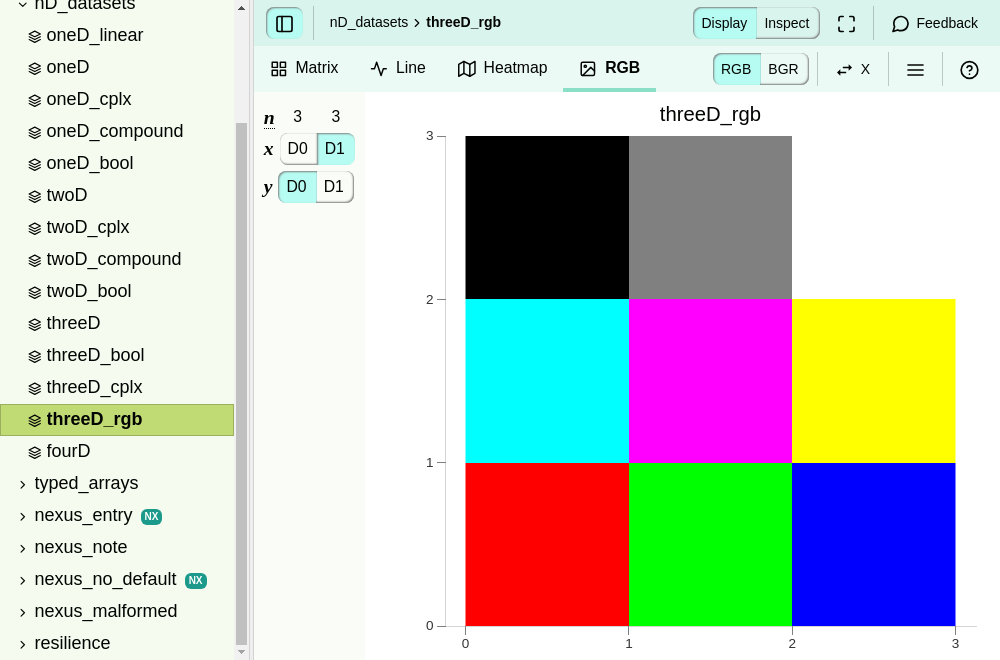 nD_datasets
oneD_linear
oneD
oneD_cplx
oneD_compound
oneD_bool
twoD
twoD_cplx
twoD_compound
twoD_bool
threeD
threeD_bool
threeD_cplx
threeD_rgb
fourD
typed_arrays
nexus_entry NX
nexus_note
nexus_no_default NX
nexus_malformed
resilience
nD_datasets › threeD_rgb
Display Inspect
Feedback
Matrix Line Heatmap RGB
RGB BGR
X
n 3 3
x D0 D1
y D0 D1
threeD_rgb
3
2
1
0
0 1 2 3